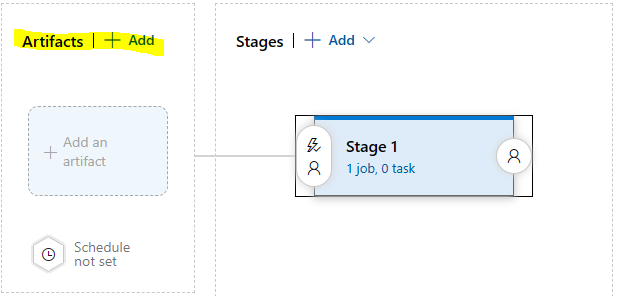 Artifacts | + Add
Stages | + Add
Add an
artifact
Stage 1
1 job, 0 task
Schedule
not set